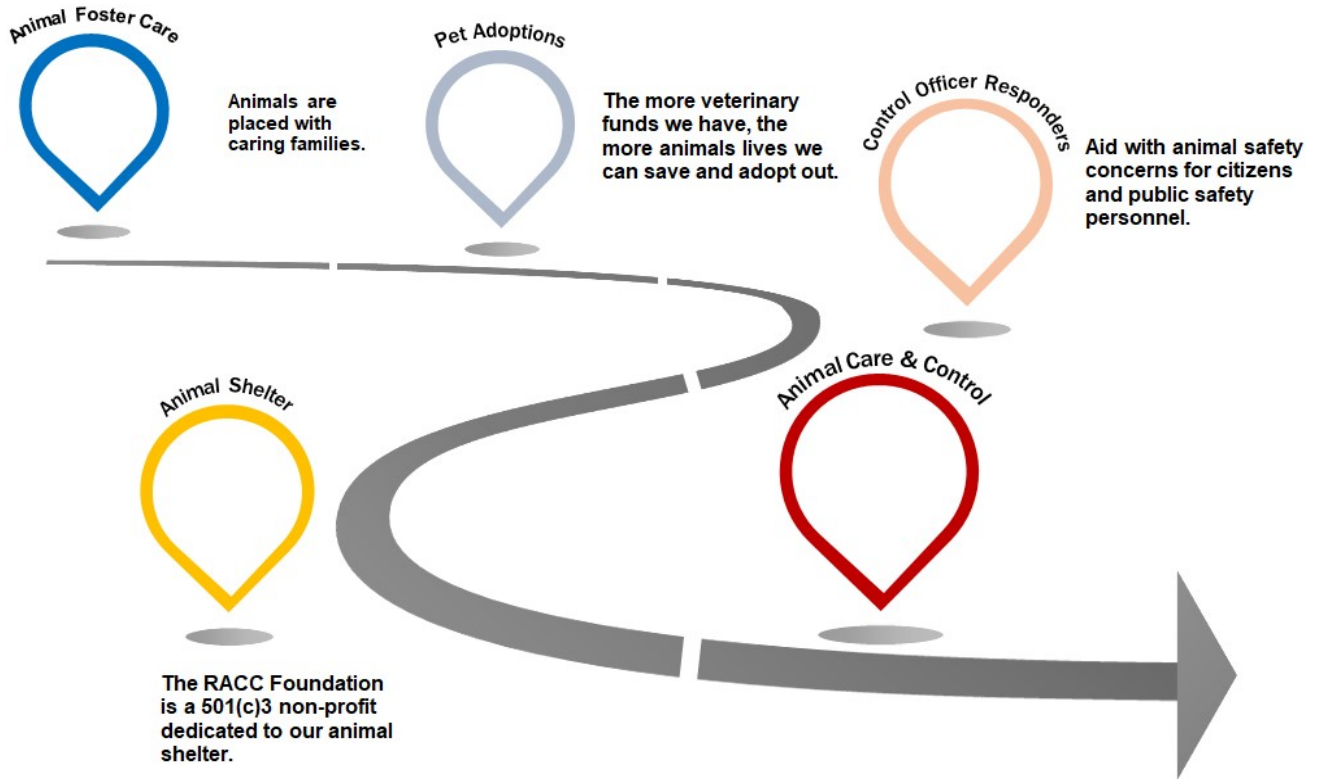 Animal Foster Care
Animals are
placed with
caring families.
Pet Adoptions
The more veterinary
funds we have, the
more animals lives we
can save and adopt out.
Control Officer Responders
Aid with animal safety
concerns for citizens
and public safety
personnel.
Animal Shelter
The RACC Foundation
is a 501(c)3 non-profit
dedicated to our animal
shelter.
Animal Care & Control